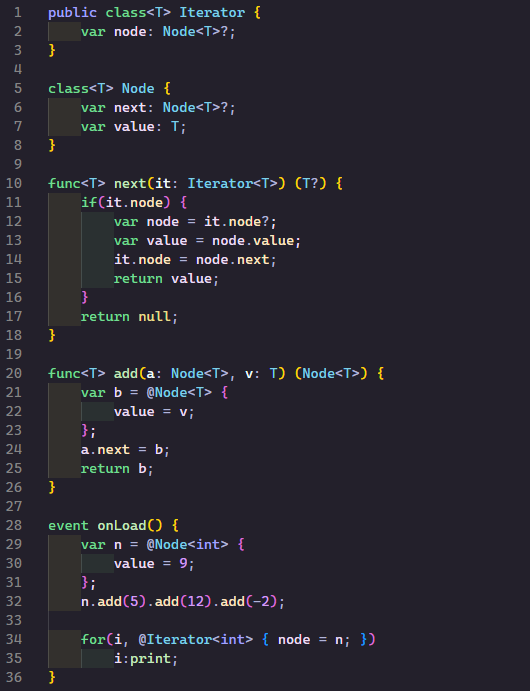 1 public class<T> Iterator {
2     var node: Node<T>?;
3 }
4
5 class<T> Node {
6     var next: Node<T>?;
7     var value: T;
8 }
9
10 func<T> next(it: Iterator<T>) (T?) {
11     if(it.node) {
12         var node = it.node?;
13         var value = node.value;
14         it.node = node.next;
15         return value;
16     }
17     return null;
18 }
19
20 func<T> add(a: Node<T>, v: T) (Node<T>) {
21     var b = @Node<T> {
22         value = v;
23     };
24     a.next = b;
25     return b;
26 }
27
28 event onLoad() {
29     var n = @Node<int> {
30         value = 9;
31     };
32     n.add(5).add(12).add(-2);
33
34     for(i, @Iterator<int> { node = n; })
35         i:print;
36 }